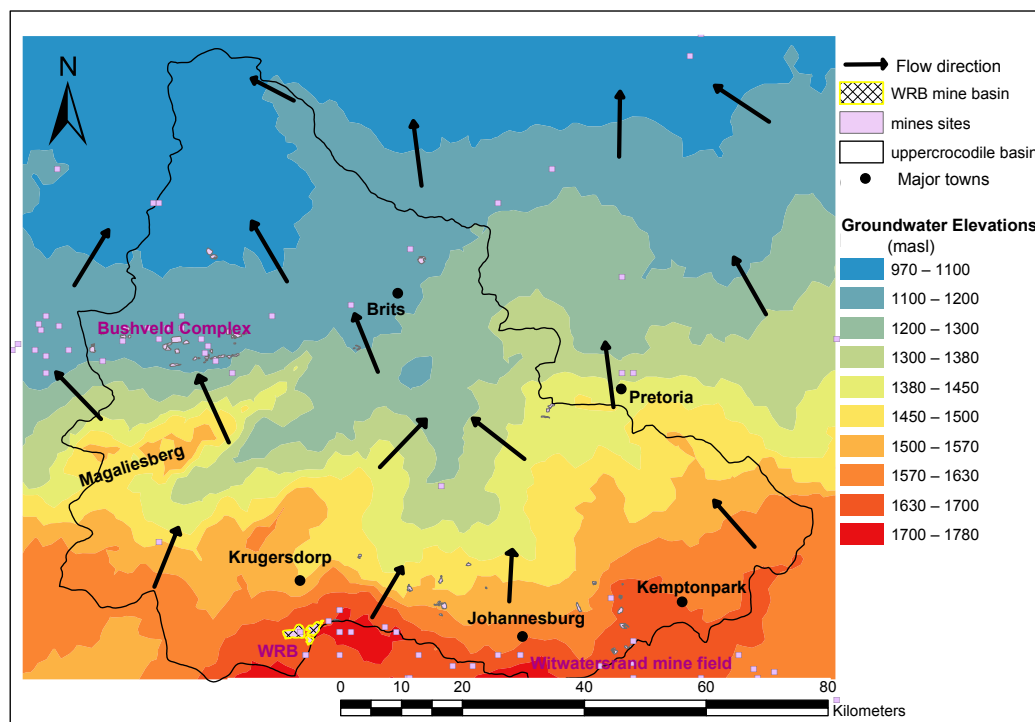 N
Flow direction
WRB mine basin
mines sites
uppercrocodile basin
Major towns
Groundwater Elevations
(masl)
970 – 1100
1100 – 1200
1200 – 1300
1300 – 1380
1380 – 1450
1450 – 1500
1500 – 1570
1570 – 1630
1630 – 1700
1700 – 1780
Brits
Bushveld Complex
Pretoria
Magaliesberg
Krugersdorp
Kemptonpark
Johannesburg
WRB
Witwatersrand mine field
0 10 20 40 60 80
Kilometers